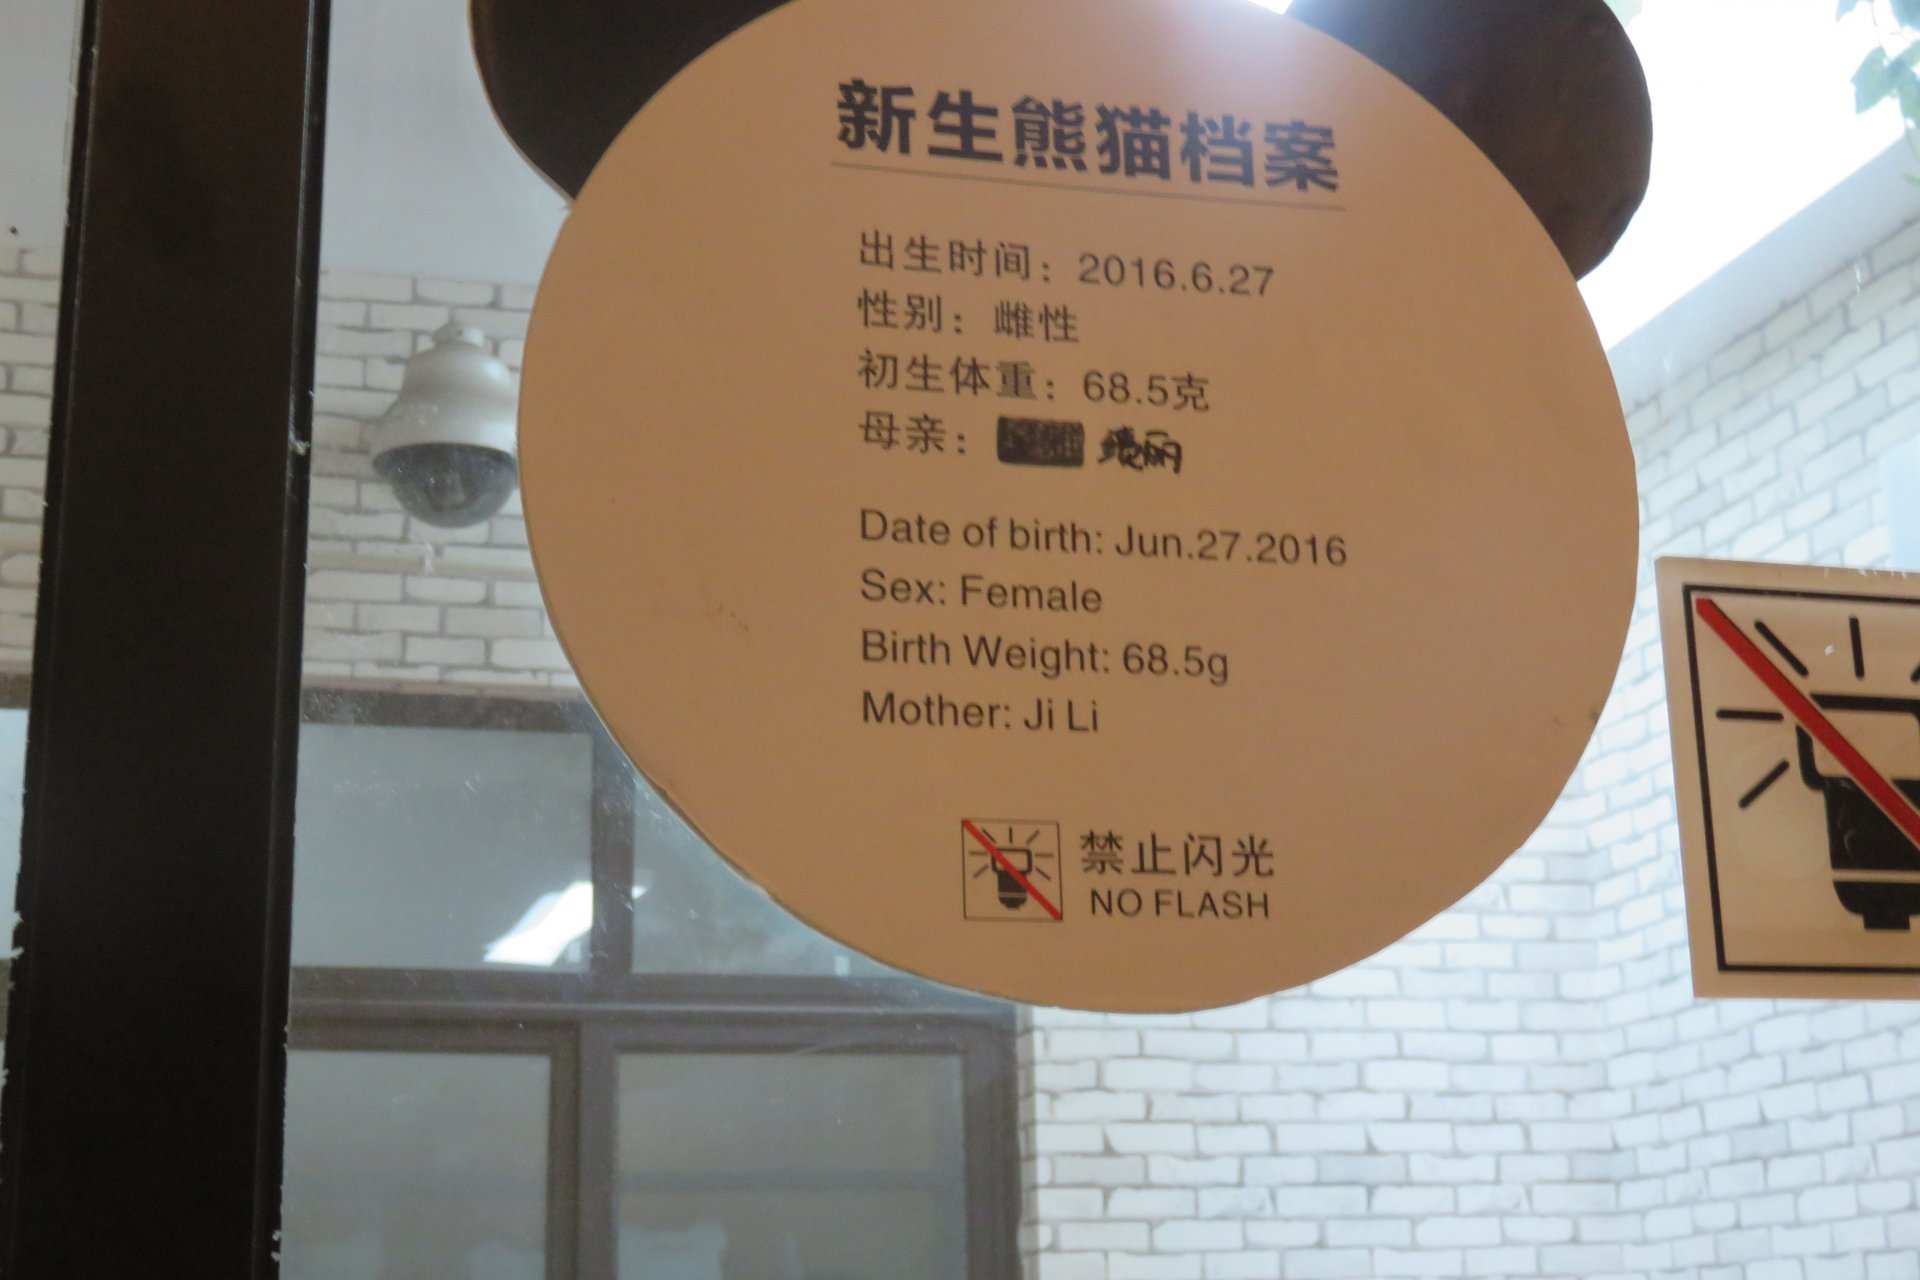 新生熊猫档案
出生时间：2016.6.27
性别：雌性
初生体重：68.5克
母亲：绩丽
Date of birth: Jun.27.2016
Sex: Female
Birth Weight: 68.5g
Mother: Ji Li
禁止闪光
NO FLASH